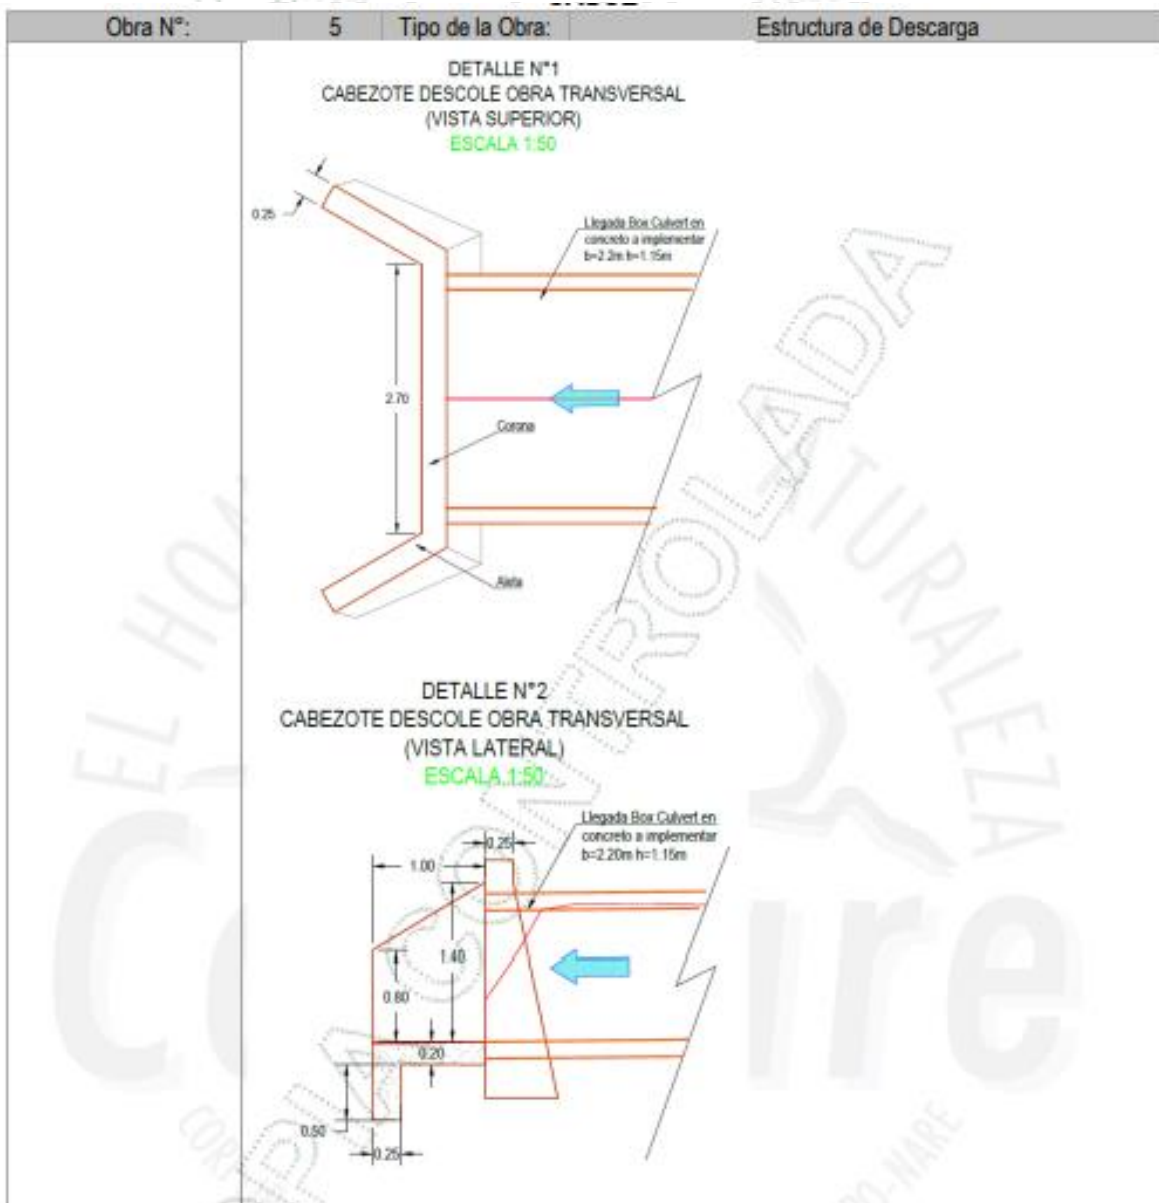 Obra N°: 5 Tipo de la Obra: Estructura de Descarga
DETALLE N°1
CABEZOTE DESCOLE OBRA TRANSVERSAL
(VISTA SUPERIOR)
ESCALA 1:50
0.25
Llegada Box Culvert en
concreto a implementar
b=2.2m h=1.15m
2.70
Corona
Aleta
DETALLE N°2
CABEZOTE DESCOLE OBRA TRANSVERSAL
(VISTA LATERAL)
ESCALA 1:50
Llegada Box Culvert en
concreto a implementar
b=2.20m h=1.15m
0.25
1.00
1.40
0.80
0.20
0.50
0.25
COPIA CONTROLADA